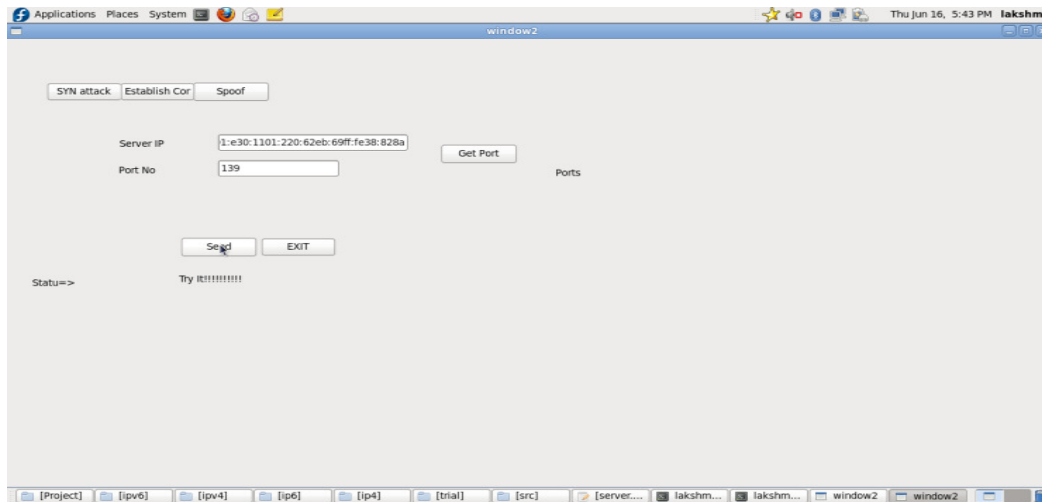 Applications Places System Thu Jun 16, 5:43 PM lakshm
window2
SYN attack Establish Cor Spoof
Server IP 1:e30:1101:220:62eb:69ff:fe38:828a
Get Port
Port No 139
Ports
Send EXIT
Try It!!!!!!!!!!
Statu=>
[Project] [ipv6] [ipv4] [ip6] [ip4] [trial] [src] [server.... lakshm... lakshm... window2 window2